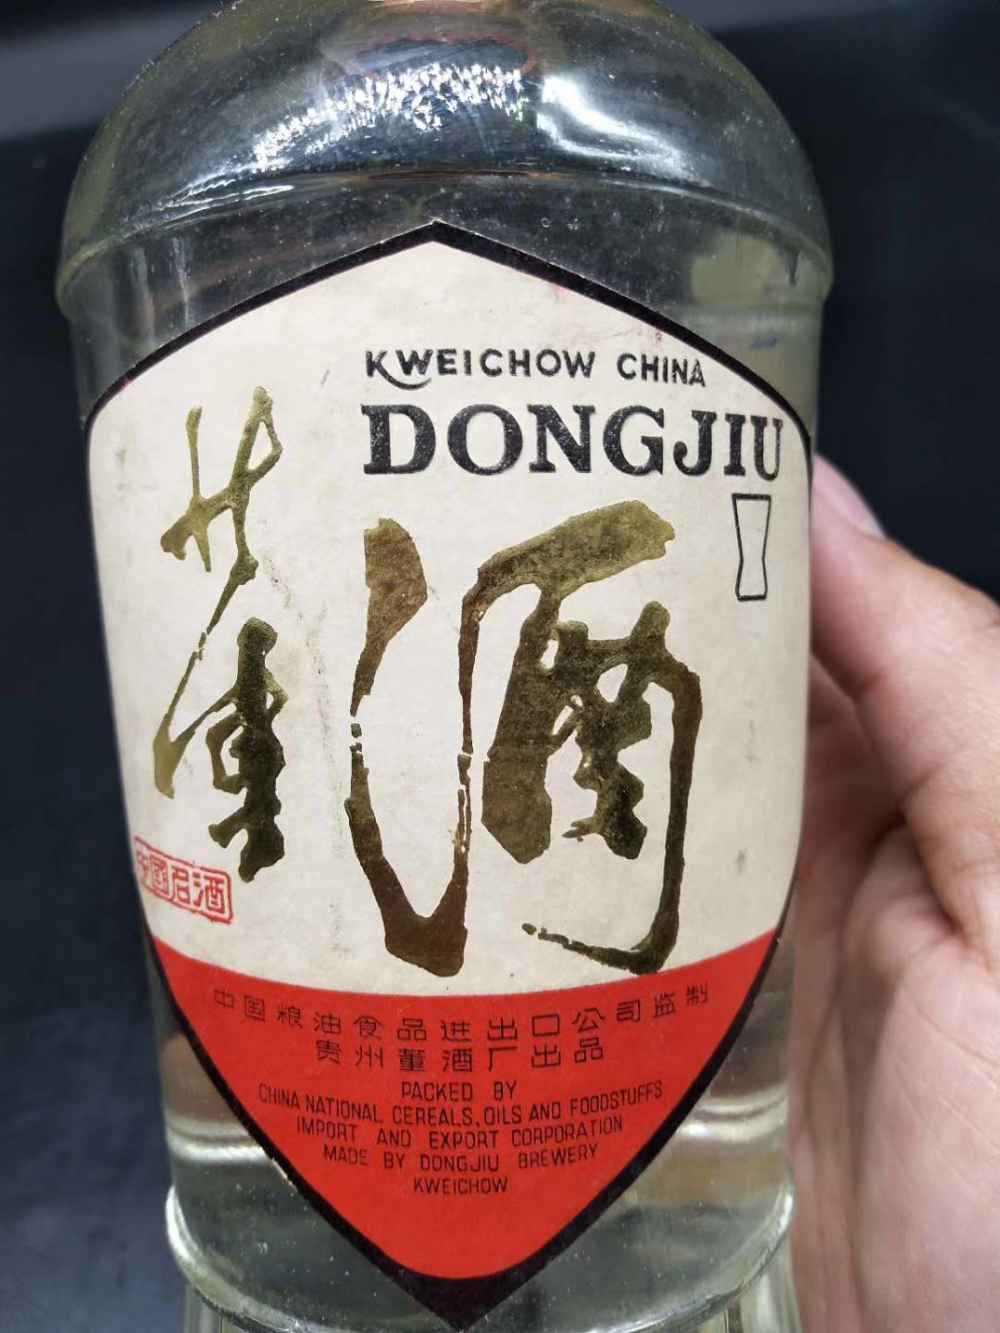 KWEICHOW CHINA
DONGJIU
董酒
中國名酒
中国粮油食品进出口公司监制
贵州董酒厂出品
PACKED BY
CHINA NATIONAL CEREALS, OILS AND FOODSTUFFS
IMPORT AND EXPORT CORPORATION
MADE BY DONGJIU BREWERY
KWEICHOW